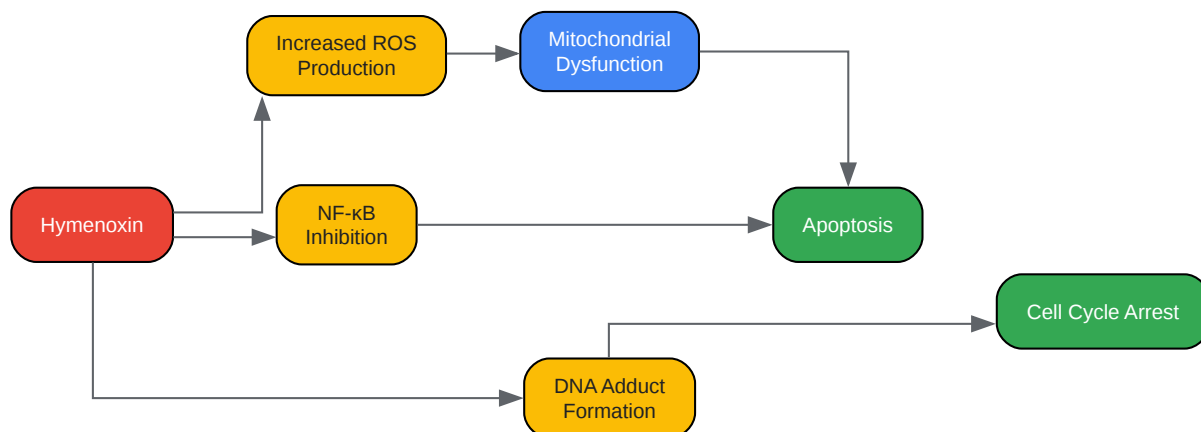 Increased ROS
Production
Mitochondrial
Dysfunction
Hymenoxin
NF-κB
Inhibition
Apoptosis
Cell Cycle Arrest
DNA Adduct
Formation